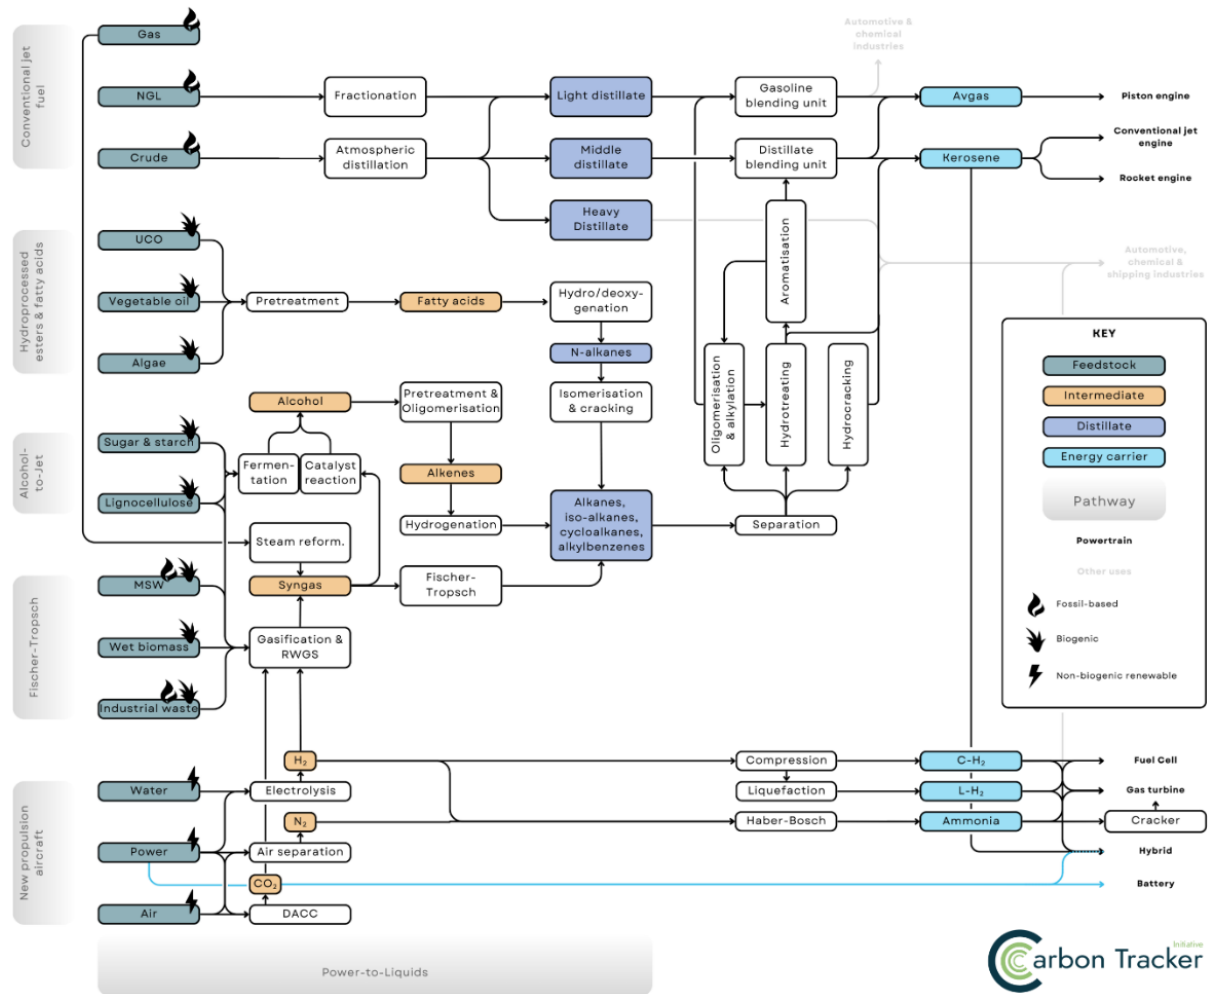 Conventional jet
fuel
Gas
NGL
Crude
Fractionation
Atmospheric
distillation
Light distillate
Middle
distillate
Heavy
Distillate
Automotive &
chemical
industries
Gasoline
blending unit
Distillate
blending unit
Avgas
Kerosene
Piston engine
Conventional jet
engine
Rocket engine
Automotive,
chemical &
shipping industries
Hydroprocessed
esters & fatty acids
UCO
Vegetable oil
Algae
Pretreatment
Fatty acids
Hydro/deoxy-
genation
N-alkanes
Isomerisation
& cracking
Aromatisation
Oligomerisation
& alkylation
Hydrotreating
Hydrocracking
Alcohol-
to-Jet
Sugar & starch
Lignocellulose
Alcohol
Fermen-
tation
Catalyst
reaction
Pretreatment &
Oligomerisation
Alkenes
Hydrogenation
Alkanes,
iso-alkanes,
cycloalkanes,
alkylbenzenes
Separation
Steam reform.
Syngas
Fischer-
Tropsch
Fischer-Tropsch
MSW
Wet biomass
Industrial waste
Gasification &
RWGS
New propulsion
aircraft
Water
Power
Air
H₂
Electrolysis
N₂
Air separation
CO₂
DACC
Compression
Liquefaction
Haber-Bosch
C-H₂
L-H₂
Ammonia
Fuel Cell
Gas turbine
Cracker
Hybrid
Battery
Power-to-Liquids
KEY
Feedstock
Intermediate
Distillate
Energy carrier
Pathway
Powertrain
Other uses
Fossil-based
Biogenic
Non-biogenic renewable
Carbon Tracker
Initiative